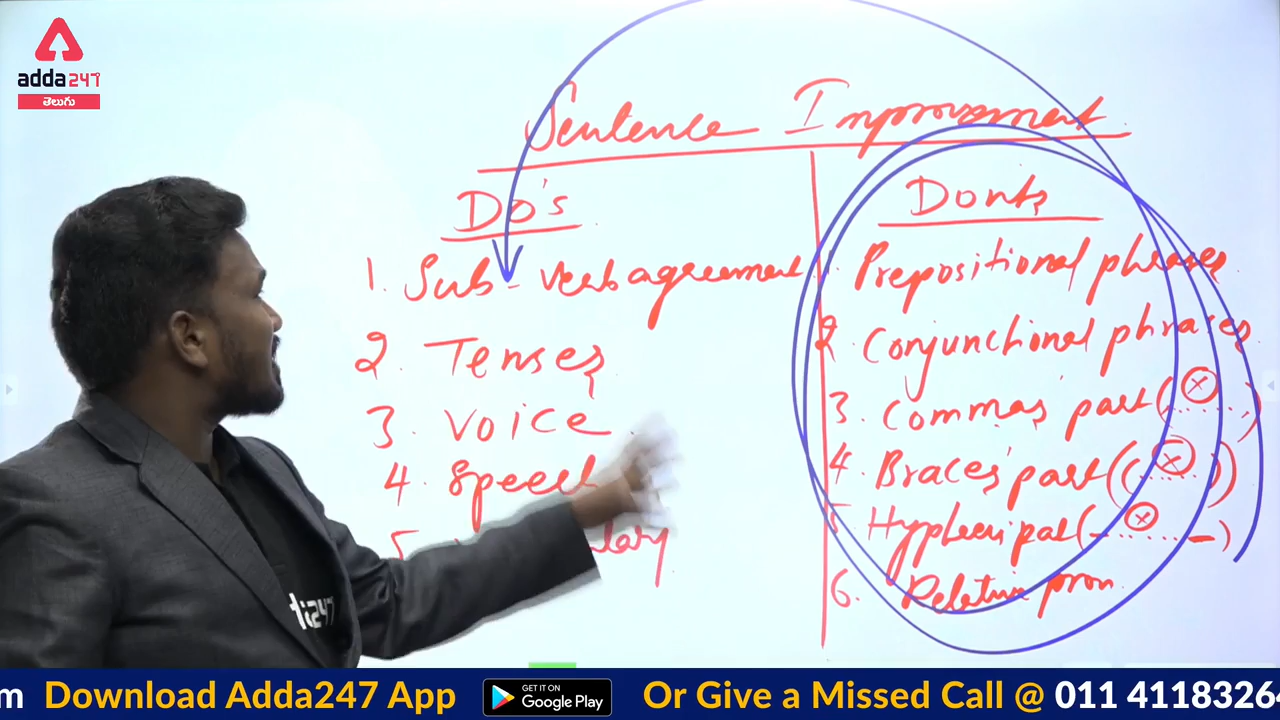 adda247
తెలుగు
Sentence Improvement
Do's
1. Sub-verb agreement
2. Tenses
3. Voice
4. Speech
5.
Donts
Prepositional phrases
2. Conjunctional phrases
3. Commas' part (.....)
4. Braces' part ((.....))
5. Hyphen part (-.....-)
6. Relative pron
adda247
m Download Adda247 App
GET IT ON
Google Play
Or Give a Missed Call @ 011 4118326